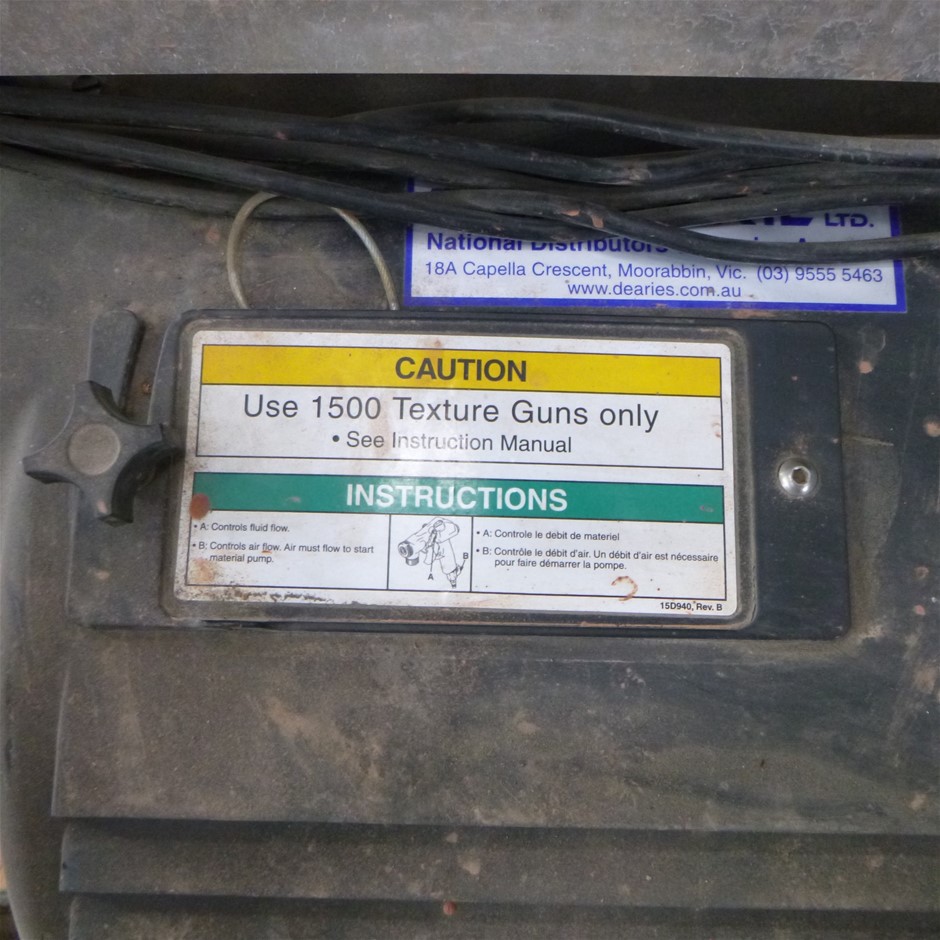 LTD.
National Distributors
18A Capella Crescent, Moorabbin, Vic. (03) 9555 5463
www.dearies.com.au
CAUTION
Use 1500 Texture Guns only
• See Instruction Manual
INSTRUCTIONS
• A: Controls fluid flow.
• B: Controls air flow. Air must flow to start
material pump.
A
B
• A: Controle le debit de materiel
• B: Contrôle le débit d'air. Un débit d'air est nécessaire
pour faire démarrer la pompe.
15D940, Rev. B